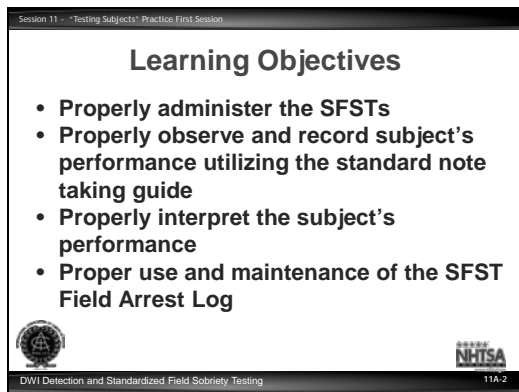 Session 11 - "Testing Subjects" Practice First Session
Learning Objectives
• Properly administer the SFSTs
• Properly observe and record subject's
performance utilizing the standard note
taking guide
• Properly interpret the subject's
performance
• Proper use and maintenance of the SFST
Field Arrest Log
NHTSA
DWI Detection and Standardized Field Sobriety Testing
11A-2